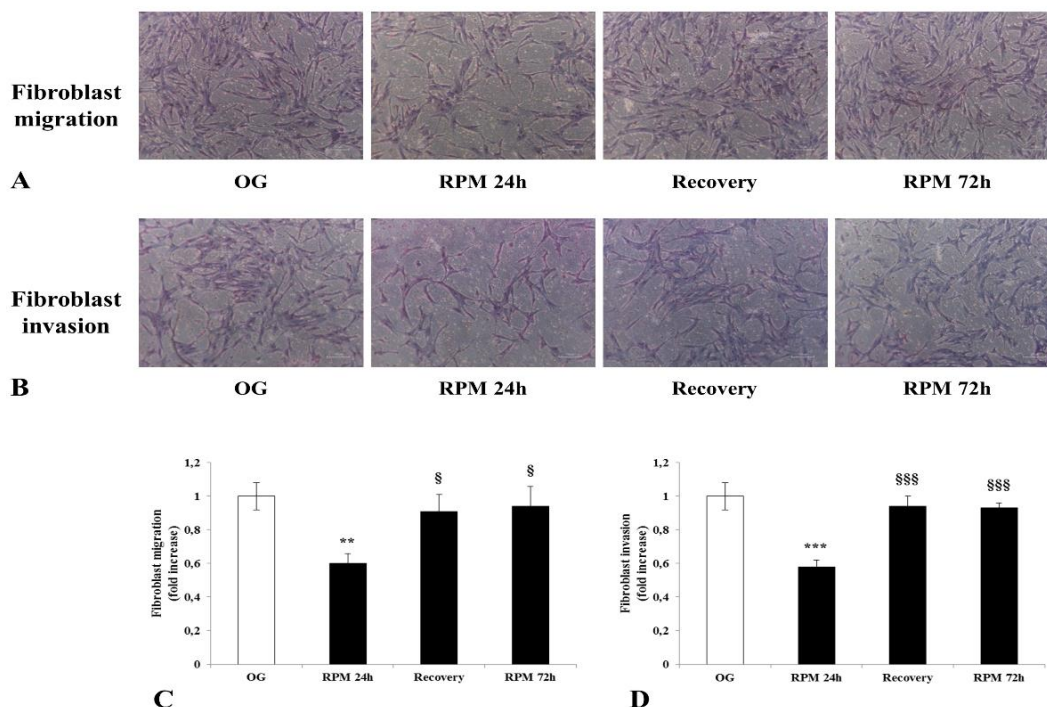 Fibroblast
migration
A
OG
RPM 24h
Recovery
RPM 72h
Fibroblast
invasion
B
OG
RPM 24h
Recovery
RPM 72h
Fibroblast migration
(fold increase)
1,2
1
0,8
0,6
0,4
0,2
0
**
§
§
OG
RPM 24h
Recovery
RPM 72h
C
Fibroblast invasion
(fold increase)
1,2
1
0,8
0,6
0,4
0,2
0
***
§§§
§§§
OG
RPM 24h
Recovery
RPM 72h
D